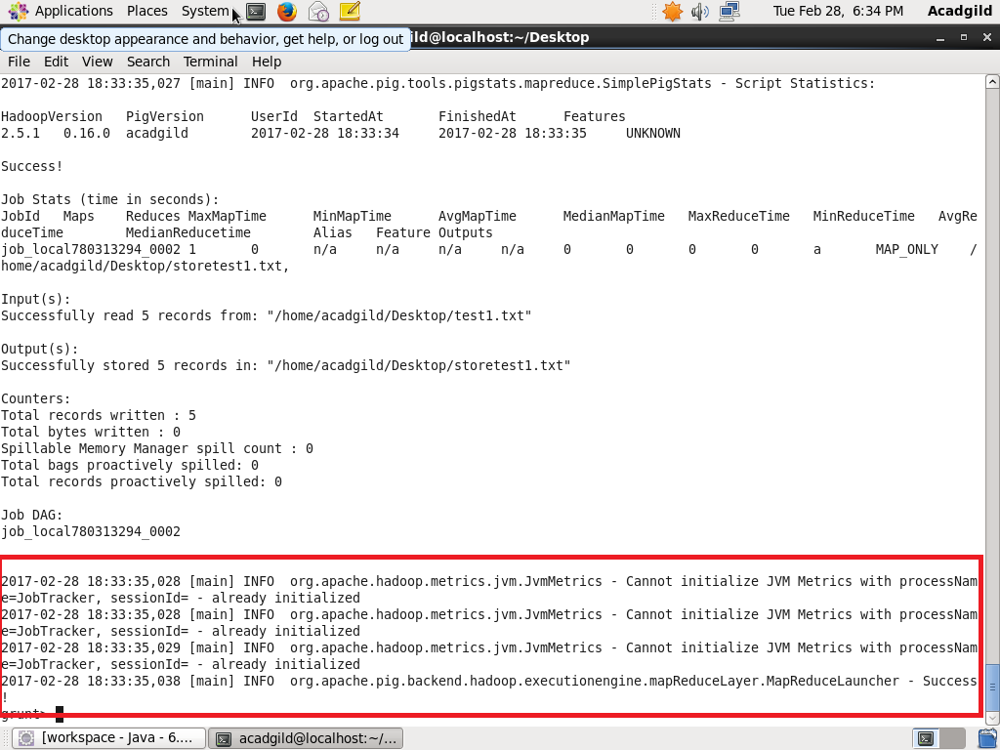 Applications Places System Tue Feb 28, 6:34 PM Acadgild
Change desktop appearance and behavior, get help, or log out
gild@localhost:~/Desktop
File Edit View Search Terminal Help
2017-02-28 18:33:35,027 [main] INFO  org.apache.pig.tools.pigstats.mapreduce.SimplePigStats - Script Statistics:
HadoopVersion   PigVersion      UserId  StartedAt       FinishedAt      Features
2.5.1   0.16.0  acadgild        2017-02-28 18:33:34     2017-02-28 18:33:35     UNKNOWN
Success!
Job Stats (time in seconds):
JobId   Maps    Reduces MaxMapTime      MinMapTime      AvgMapTime      MedianMapTime   MaxReduceTime   MinReduceTime   AvgRe
duceTime        MedianReducetime        Alias   Feature Outputs
job_local780313294_0002 1       0       n/a     n/a     n/a     n/a     0       0       0       0       a       MAP_ONLY    /
home/acadgild/Desktop/storetest1.txt,
Input(s):
Successfully read 5 records from: "/home/acadgild/Desktop/test1.txt"
Output(s):
Successfully stored 5 records in: "/home/acadgild/Desktop/storetest1.txt"
Counters:
Total records written : 5
Total bytes written : 0
Spillable Memory Manager spill count : 0
Total bags proactively spilled: 0
Total records proactively spilled: 0
Job DAG:
job_local780313294_0002
2017-02-28 18:33:35,028 [main] INFO  org.apache.hadoop.metrics.jvm.JvmMetrics - Cannot initialize JVM Metrics with processNam
e=JobTracker, sessionId= - already initialized
2017-02-28 18:33:35,028 [main] INFO  org.apache.hadoop.metrics.jvm.JvmMetrics - Cannot initialize JVM Metrics with processNam
e=JobTracker, sessionId= - already initialized
2017-02-28 18:33:35,029 [main] INFO  org.apache.hadoop.metrics.jvm.JvmMetrics - Cannot initialize JVM Metrics with processNam
e=JobTracker, sessionId= - already initialized
2017-02-28 18:33:35,038 [main] INFO  org.apache.pig.backend.hadoop.executionengine.mapReduceLayer.MapReduceLauncher - Success
!
grunt>
[workspace - Java - 6.... acadgild@localhost:~/...